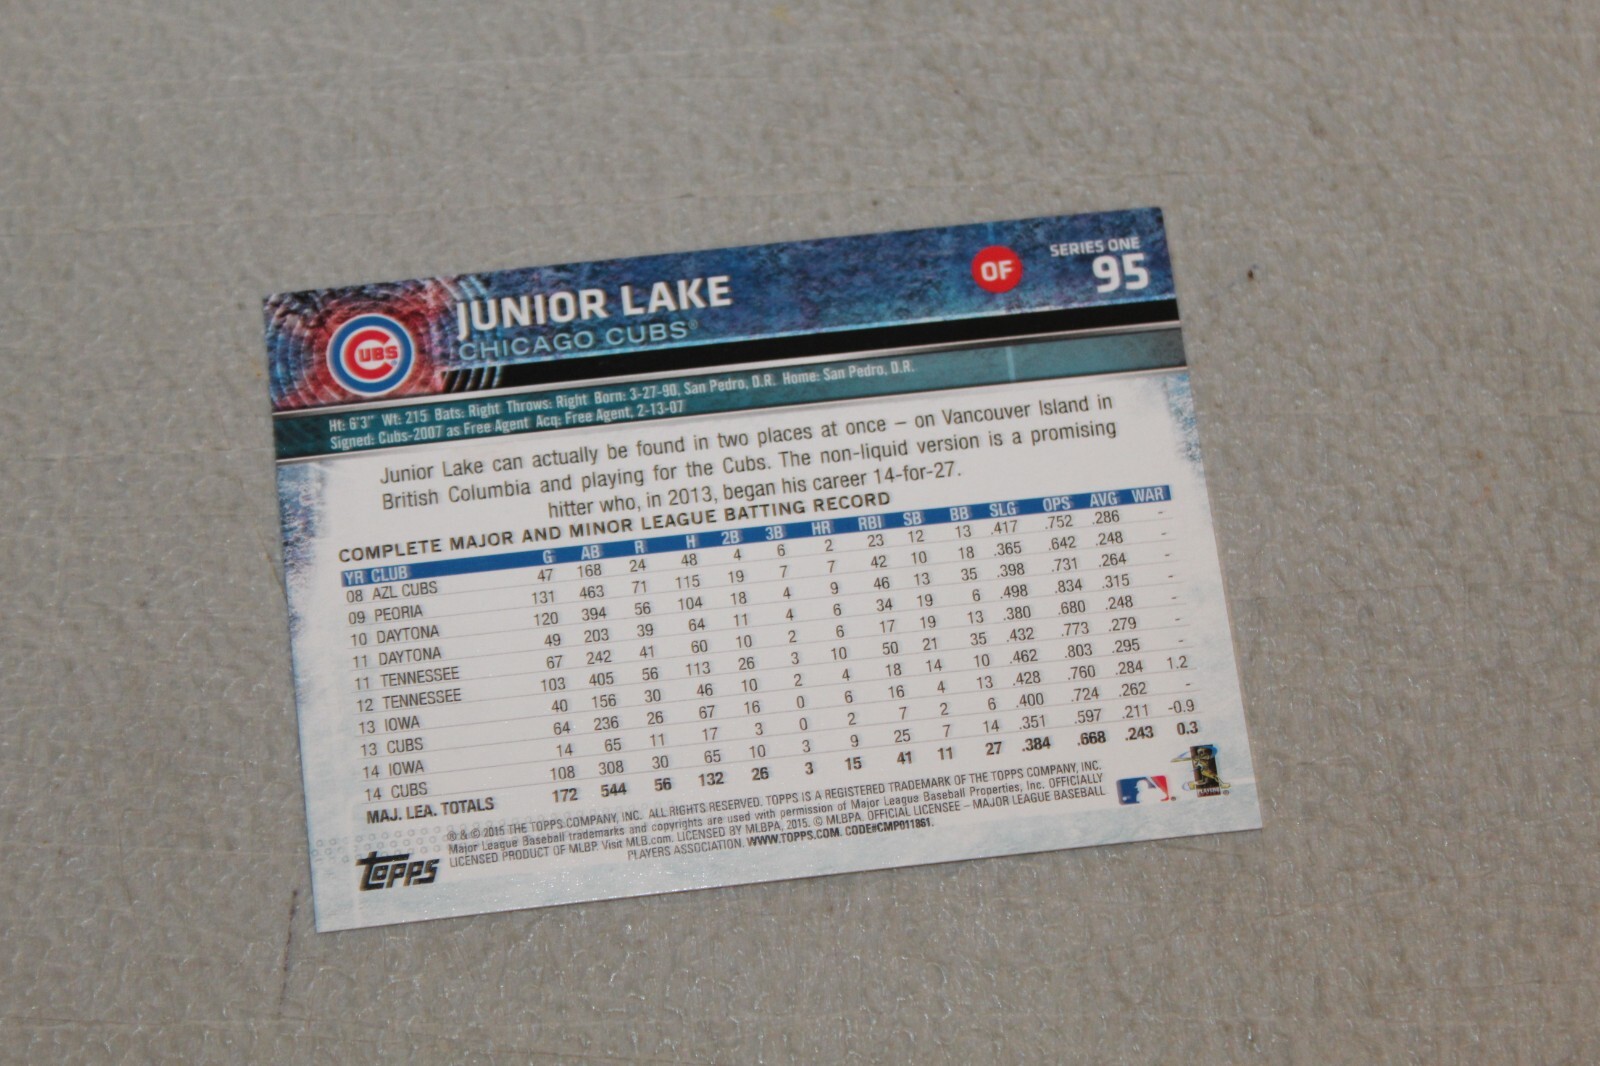 JUNIOR LAKE
CHICAGO CUBS®
OF
SERIES ONE
95
CUBS
Ht: 6'3" Wt: 215 Bats: Right Throws: Right Born: 3-27-90, San Pedro, D.R. Home: San Pedro, D.R.
Signed: Cubs-2007 as Free Agent Acq: Free Agent, 2-13-07
Junior Lake can actually be found in two places at once – on Vancouver Island in
British Columbia and playing for the Cubs. The non-liquid version is a promising
hitter who, in 2013, began his career 14-for-27.
COMPLETE MAJOR AND MINOR LEAGUE BATTING RECORD
YR CLUB G AB R H 2B 3B HR RBI SB BB SLG OPS AVG WAR
08 AZL CUBS 47 168 24 48 4 6 2 23 12 13 .417 .752 .286 -
09 PEORIA 131 463 71 115 19 7 7 42 10 18 .365 .642 .248 -
10 DAYTONA 120 394 56 104 18 4 9 46 13 35 .398 .731 .264 -
11 DAYTONA 49 203 39 64 11 4 6 34 19 6 .498 .834 .315 -
11 TENNESSEE 67 242 41 60 10 2 6 17 19 13 .380 .680 .248 -
12 TENNESSEE 103 405 56 113 26 3 10 50 21 35 .432 .773 .279 -
13 IOWA 40 156 30 46 10 2 4 18 14 10 .462 .803 .295 -
13 CUBS 64 236 26 67 16 0 6 16 4 13 .428 .760 .284 1.2
14 IOWA 14 65 11 17 3 0 2 7 2 6 .400 .724 .262 -
14 CUBS 108 308 30 65 10 3 9 25 7 14 .351 .597 .211 -0.9
MAJ. LEA. TOTALS 172 544 56 132 26 3 15 41 11 27 .384 .668 .243 0.3
® & © 2015 THE TOPPS COMPANY, INC. ALL RIGHTS RESERVED. TOPPS IS A REGISTERED TRADEMARK OF THE TOPPS COMPANY, INC.
Major League Baseball trademarks and copyrights are used with permission of Major League Baseball Properties, Inc. OFFICIALLY
LICENSED PRODUCT OF MLBP Visit MLB.com. LICENSED BY MLBPA, 2015. © MLBPA. OFFICIAL LICENSEE – MAJOR LEAGUE BASEBALL
PLAYERS ASSOCIATION. WWW.TOPPS.COM. CODE#CMP011861.
TOPPS